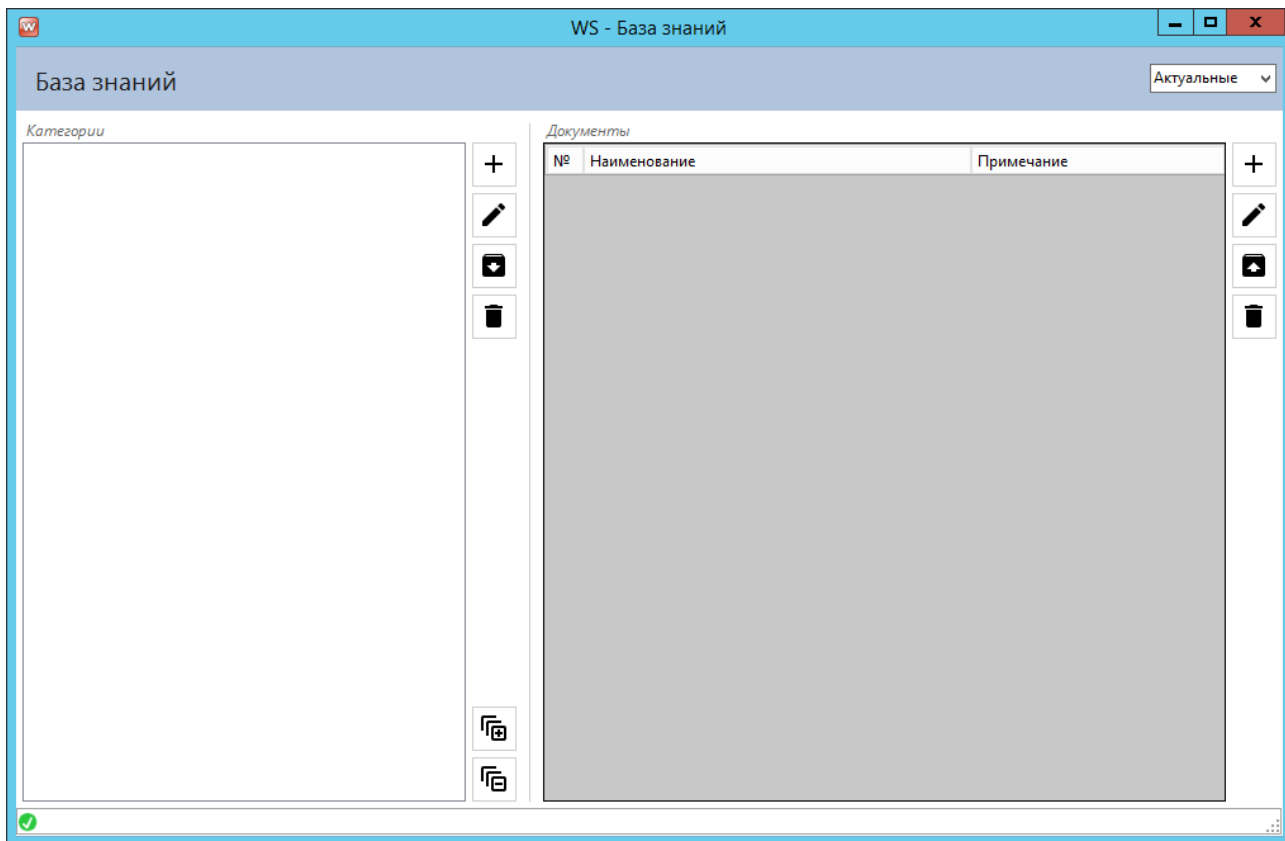 WS - База знаний
База знаний
Актуальные
Категории
Документы
№ Наименование Примечание